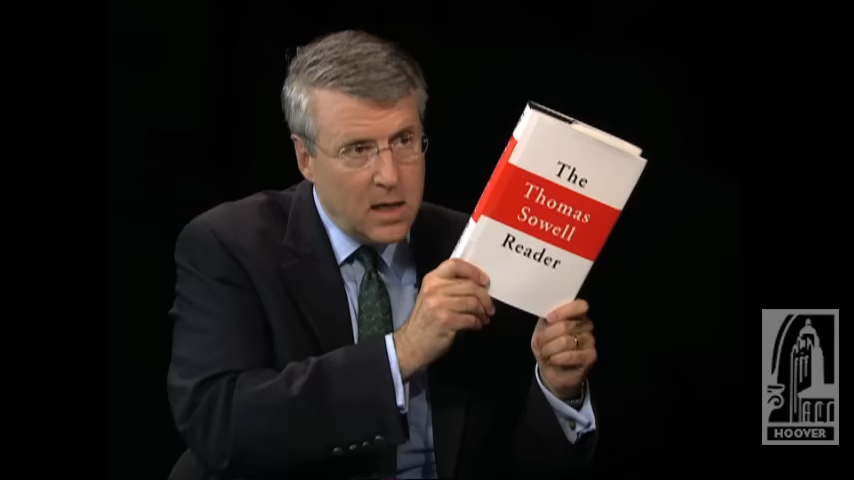 The
Thomas
Sowell
Reader
HOOVER